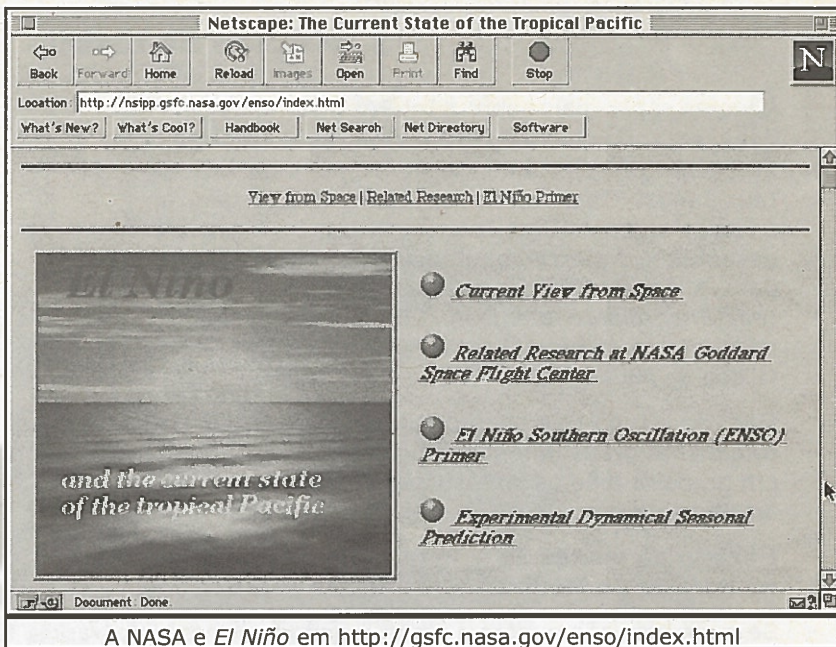 Netscape: The Current State of the Tropical Pacific
Back Forward Home Reload Images Open Print Find Stop
N
Location: http://nsipp.gsfc.nasa.gov/enso/index.html
What's New? What's Cool? Handbook Net Search Net Directory Software
View from Space | Related Research | El Niño Primer
El Nino
and the current state
of the tropical Pacific
Current View from Space
Related Research at NASA Goddard
Space Flight Center
El Niño Southern Oscillation (ENSO)
Primer
Experimental Dynamical Seasonal
Prediction
Document: Done.
A NASA e El Niño em http://gsfc.nasa.gov/enso/index.html